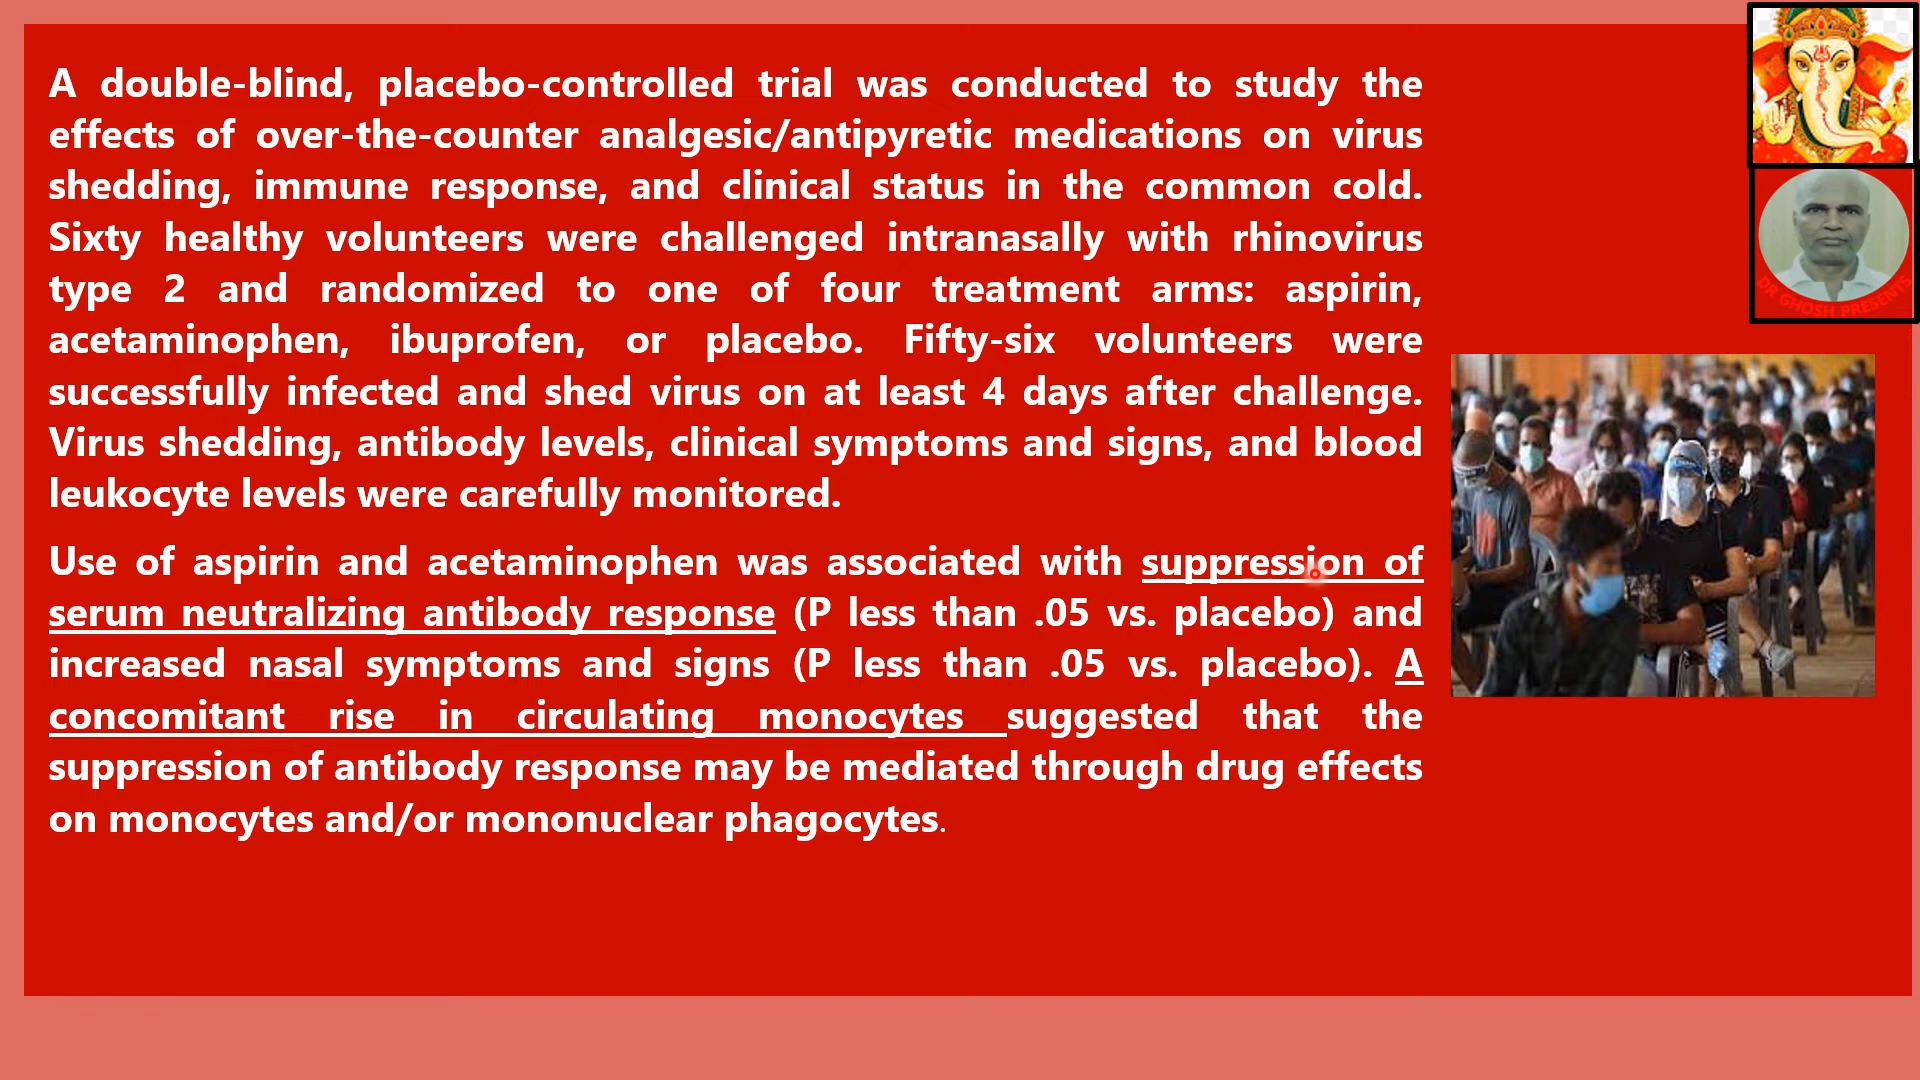 A double-blind, placebo-controlled trial was conducted to study the
effects of over-the-counter analgesic/antipyretic medications on virus
shedding, immune response, and clinical status in the common cold.
Sixty healthy volunteers were challenged intranasally with rhinovirus
type 2 and randomized to one of four treatment arms: aspirin,
acetaminophen, ibuprofen, or placebo. Fifty-six volunteers were
successfully infected and shed virus on at least 4 days after challenge.
Virus shedding, antibody levels, clinical symptoms and signs, and blood
leukocyte levels were carefully monitored.
Use of aspirin and acetaminophen was associated with suppression of
serum neutralizing antibody response (P less than .05 vs. placebo) and
increased nasal symptoms and signs (P less than .05 vs. placebo). A
concomitant rise in circulating monocytes suggested that the
suppression of antibody response may be mediated through drug effects
on monocytes and/or mononuclear phagocytes.
DR GHOSH PRESENTS